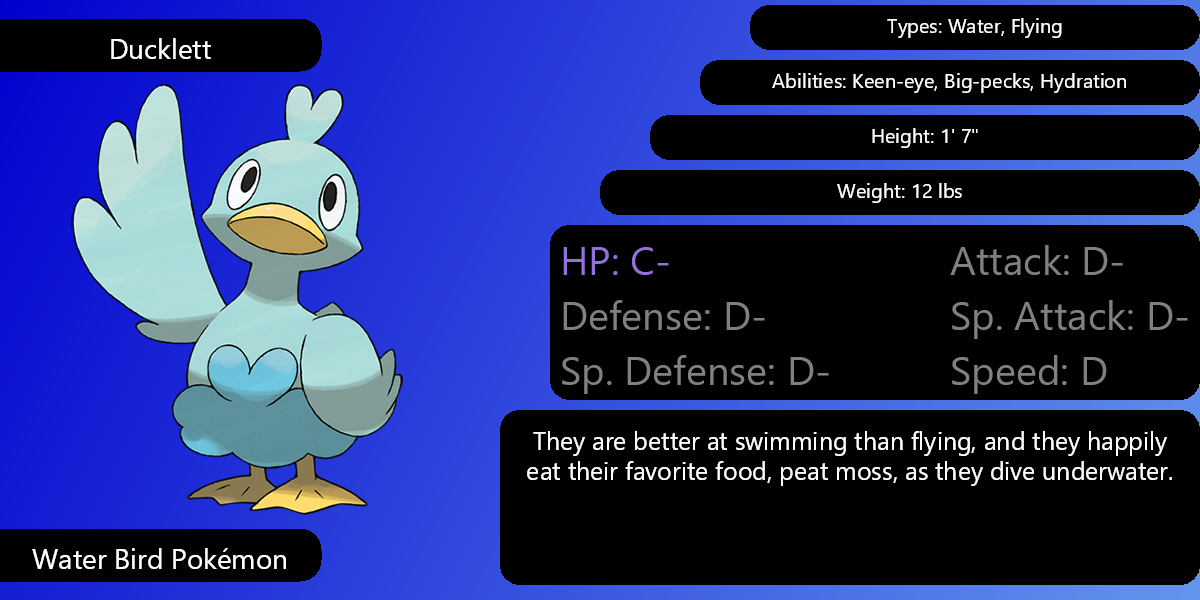 Ducklett
Types: Water, Flying
Abilities: Keen-eye, Big-pecks, Hydration
Height: 1' 7"
Weight: 12 lbs
HP: C-
Attack: D-
Defense: D-
Sp. Attack: D-
Sp. Defense: D-
Speed: D
They are better at swimming than flying, and they happily
eat their favorite food, peat moss, as they dive underwater.
Water Bird Pokémon